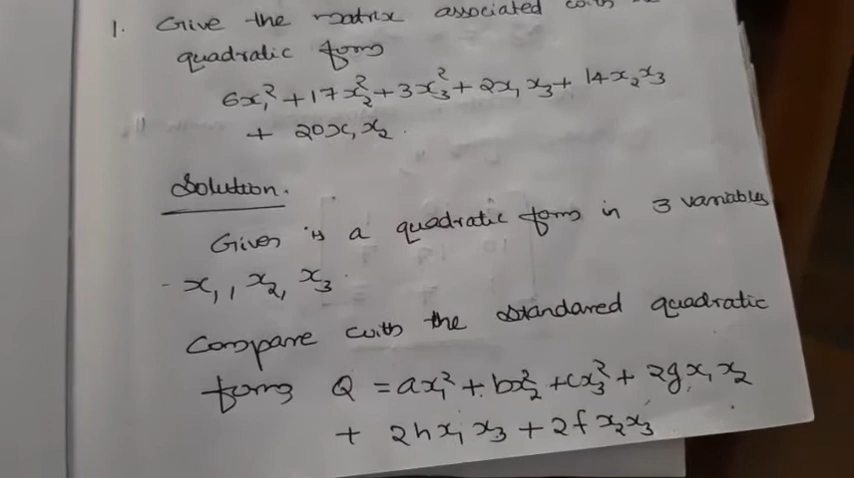 1. Give the matrix associated with
quadratic form
6x₁² + 17x₂² + 3x₃² + 2x₁x₃ + 14x₂x₃
+ 20x₁x₂.
Solution.
Given is a quadratic form in 3 variables
x₁, x₂, x₃.
Compare with the standared quadratic
form Q = ax₁² + bx₂² + cx₃² + 2gx₁x₂
+ 2hx₁x₃ + 2fx₂x₃